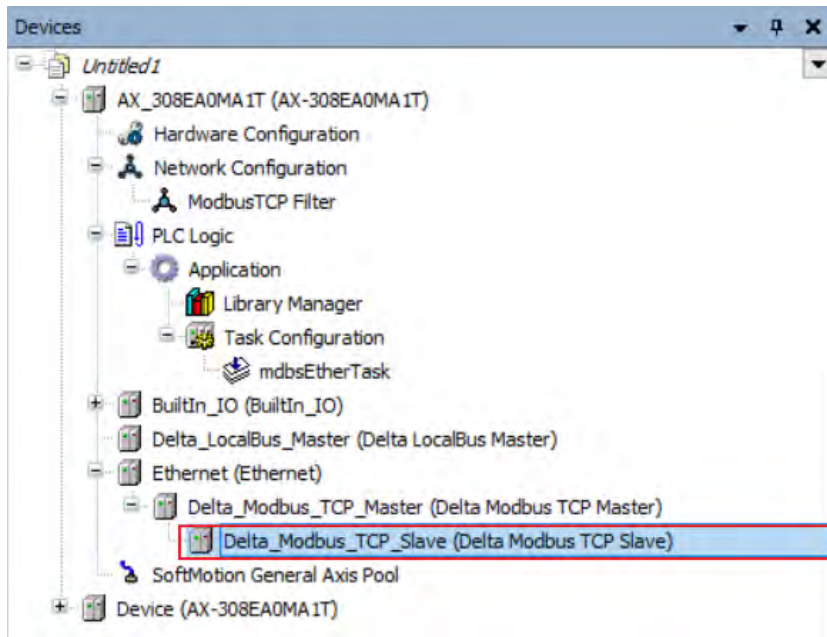 Devices
Untitled1
AX_308EA0MA1T (AX-308EA0MA1T)
Hardware Configuration
Network Configuration
ModbusTCP Filter
PLC Logic
Application
Library Manager
Task Configuration
mdbsEtherTask
BuiltIn_IO (BuiltIn_IO)
Delta_LocalBus_Master (Delta LocalBus Master)
Ethernet (Ethernet)
Delta_Modbus_TCP_Master (Delta Modbus TCP Master)
Delta_Modbus_TCP_Slave (Delta Modbus TCP Slave)
SoftMotion General Axis Pool
Device (AX-308EA0MA1T)